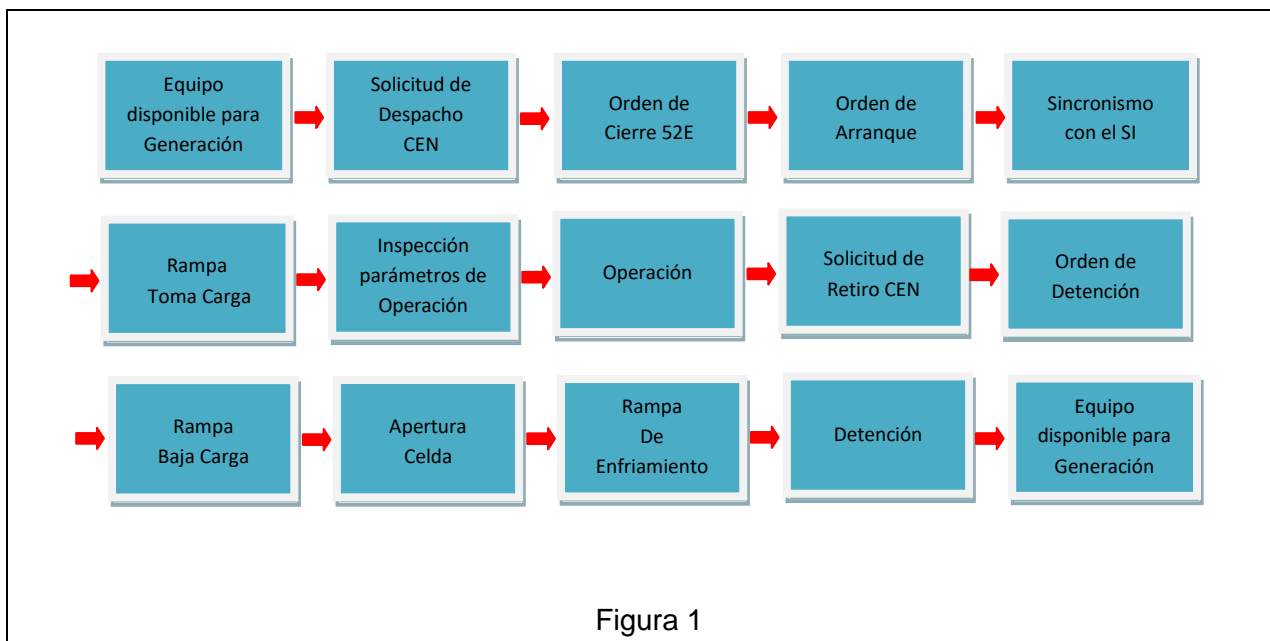 Equipo
disponible para
Generación
Solicitud de
Despacho
CEN
Orden de
Cierre 52E
Orden de
Arranque
Sincronismo
con el SI
Rampa
Toma Carga
Inspección
parámetros de
Operación
Operación
Solicitud de
Retiro CEN
Orden de
Detención
Rampa
Baja Carga
Apertura
Celda
Rampa
De
Enfriamiento
Detención
Equipo
disponible para
Generación
Figura 1